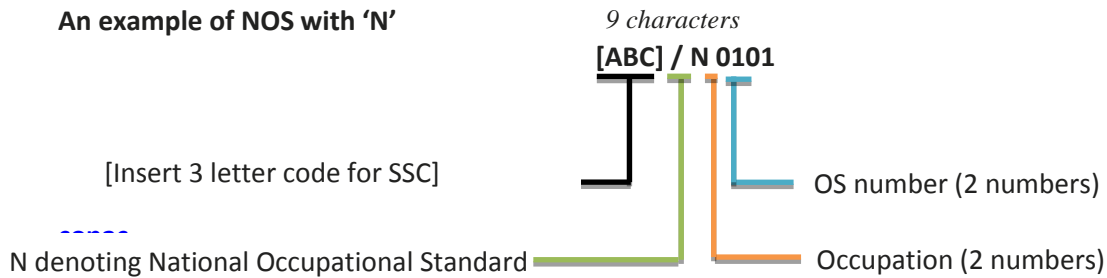 An example of NOS with ‘N’
9 characters
[ABC] / N 0101
[Insert 3 letter code for SSC]
OS number (2 numbers)
N denoting National Occupational Standard
Occupation (2 numbers)